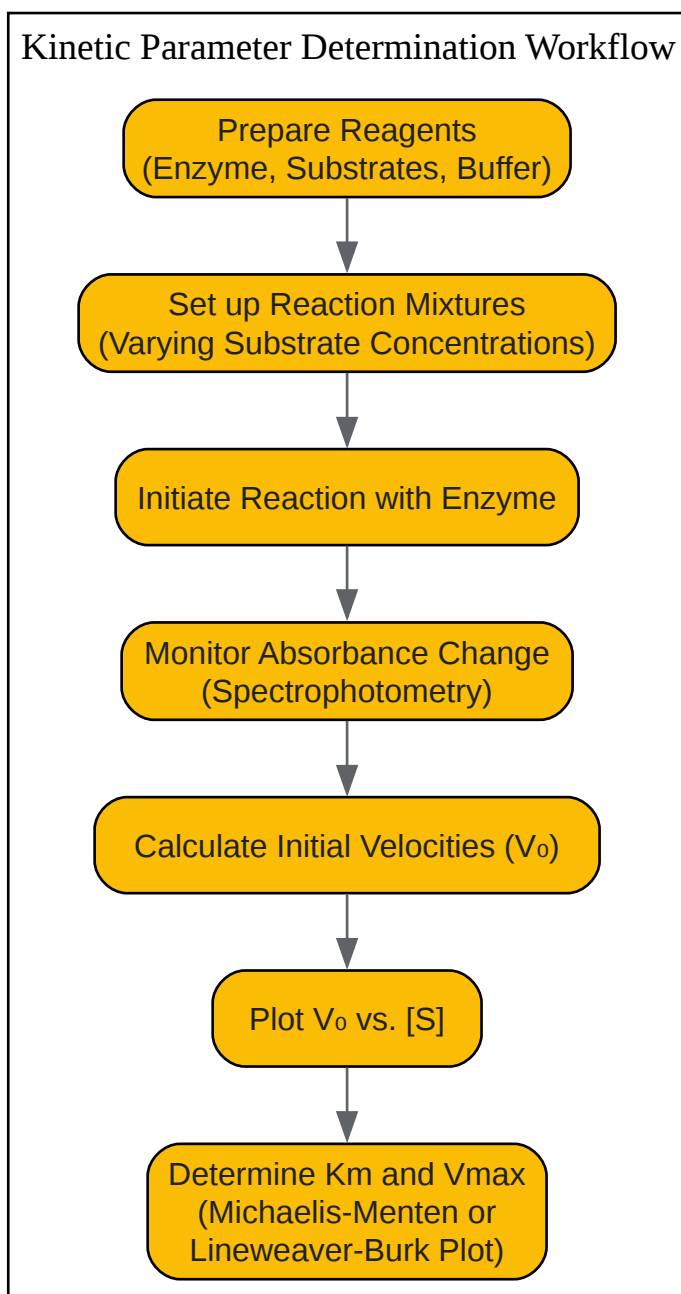 Kinetic Parameter Determination Workflow
Prepare Reagents
(Enzyme, Substrates, Buffer)
Set up Reaction Mixtures
(Varying Substrate Concentrations)
Initiate Reaction with Enzyme
Monitor Absorbance Change
(Spectrophotometry)
Calculate Initial Velocities (V₀)
Plot V₀ vs. [S]
Determine Km and Vmax
(Michaelis-Menten or
Lineweaver-Burk Plot)